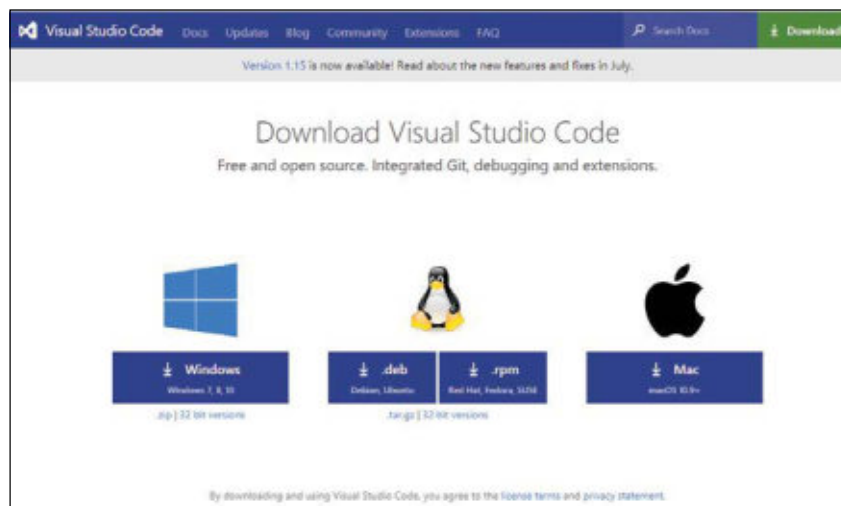 Visual Studio Code Docs Updates Blog Community Extensions FAQ Search Docs Download
Version 1.15 is now available! Read about the new features and fixes in July.
Download Visual Studio Code
Free and open source. Integrated Git, debugging and extensions.
Windows
Windows 7, 8, 10
.zip | 32 bit versions
.deb
Debian, Ubuntu
.rpm
Red Hat, Fedora, SUSE
.tar.gz | 32 bit versions
Mac
macOS 10.9+
By downloading and using Visual Studio Code, you agree to the license terms and privacy statement.